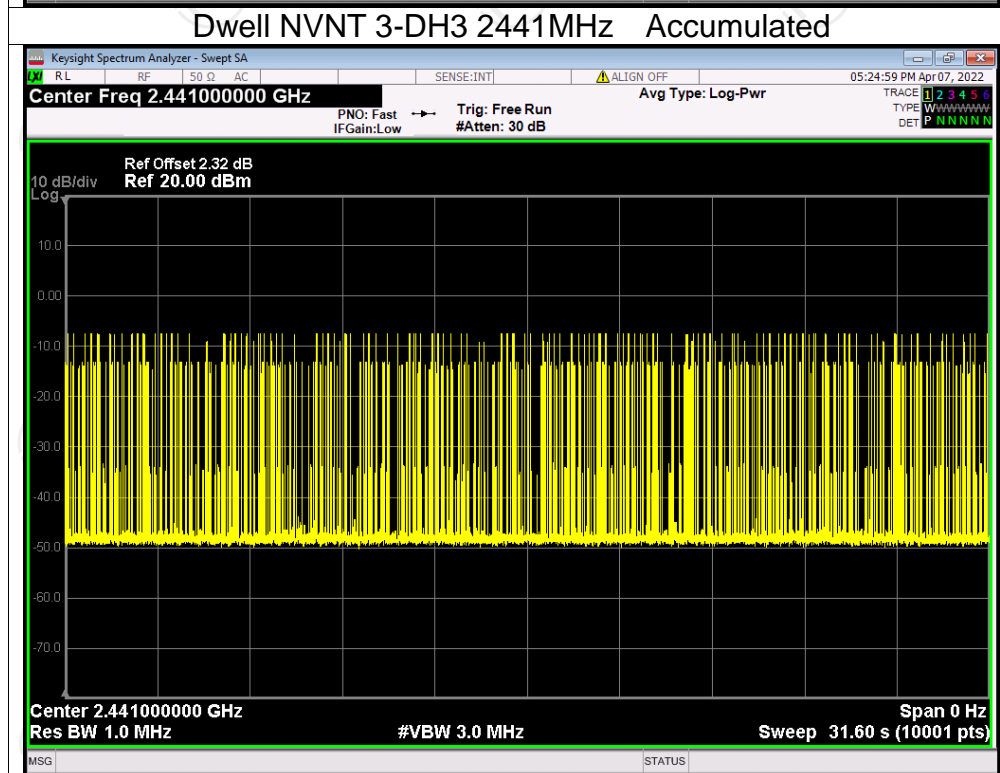 Dwell NVNT 3-DH3 2441MHz Accumulated
Keysight Spectrum Analyzer - Swept SA
LXI RL RF 50 Ω AC SENSE:INT ALIGN OFF 05:24:59 PM Apr 07, 2022
Center Freq 2.441000000 GHz Avg Type: Log-Pwr TRACE 1 2 3 4 5 6
PNO: Fast Trig: Free Run TYPE WWWWWW
IFGain:Low #Atten: 30 dB DET P N N N N N
Ref Offset 2.32 dB
10 dB/div Ref 20.00 dBm
Log
10.0
0.00
-10.0
-20.0
-30.0
-40.0
-50.0
-60.0
-70.0
Center 2.441000000 GHz Span 0 Hz
Res BW 1.0 MHz #VBW 3.0 MHz Sweep 31.60 s (10001 pts)
MSG STATUS